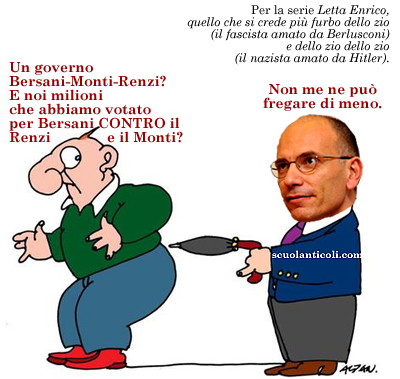 Per la serie Letta Enrico,
quello che si crede più furbo dello zio
(il fascista amato da Berlusconi)
e dello zio dello zio
(il nazista amato da Hitler).
Un governo
Bersani-Monti-Renzi?
E noi milioni
che abbiamo votato
per Bersani CONTRO il
Renzi e il Monti?
Non me ne può
fregare di meno.
scuolanticoli.com
ALTAN.